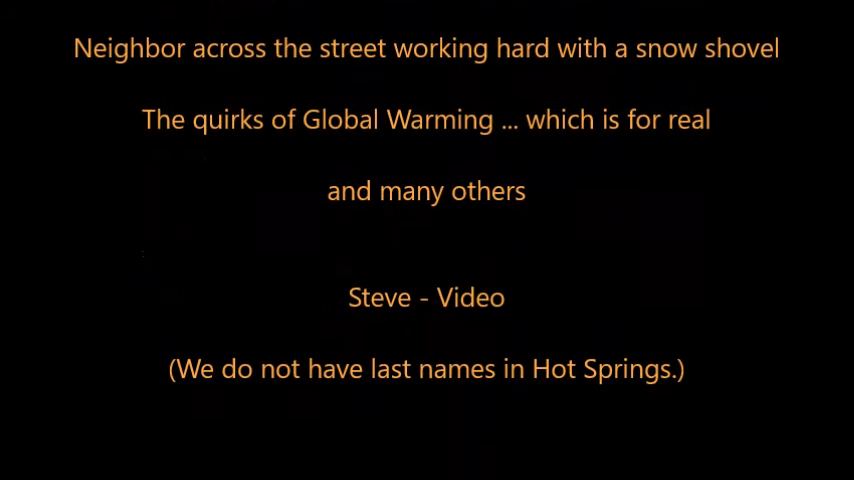 Neighbor across the street working hard with a snow shovel
The quirks of Global Warming ... which is for real
and many others
Steve - Video
(We do not have last names in Hot Springs.)